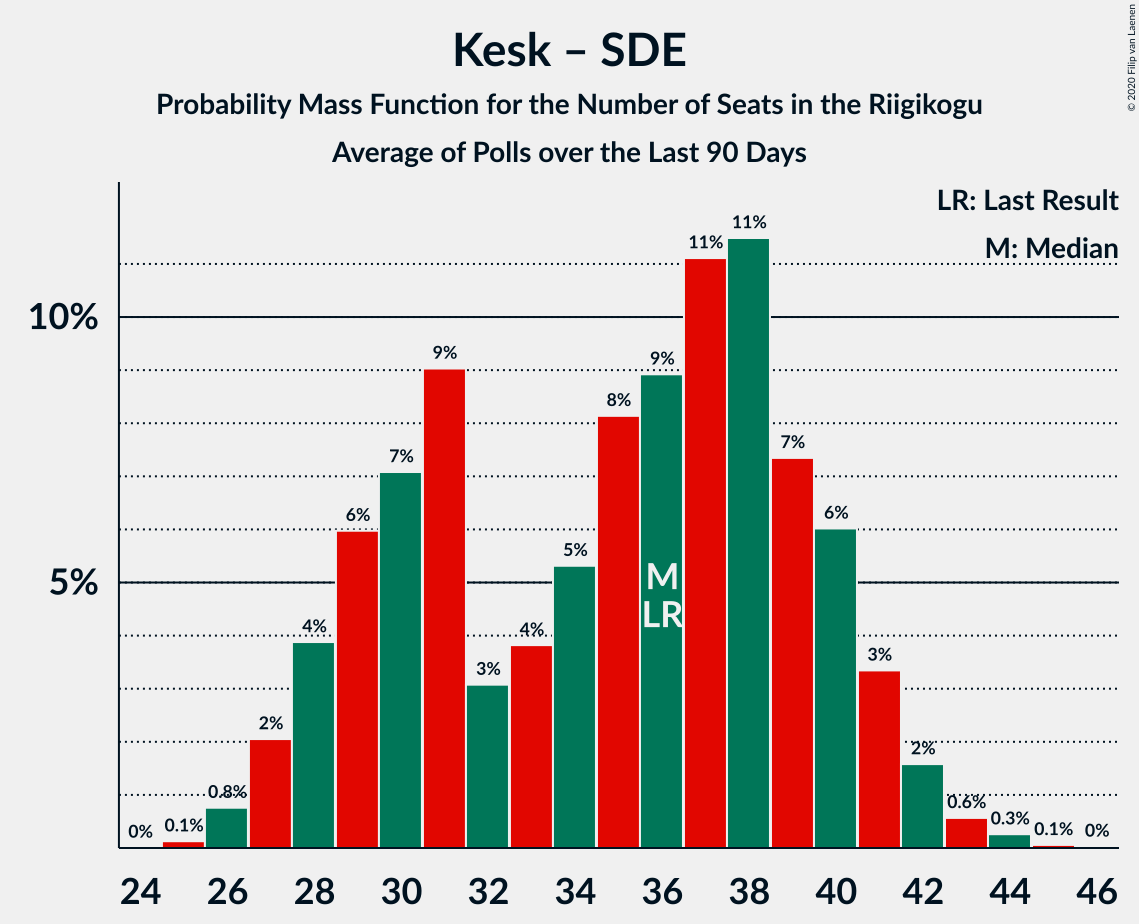 Kesk – SDE
Probability Mass Function for the Number of Seats in the Riigikogu
Average of Polls over the Last 90 Days
© 2020 Filip van Laenen
LR: Last Result
M: Median
10%
5%
0%
0.1%
0.8%
2%
4%
6%
7%
9%
3%
4%
5%
8%
9%
11%
11%
7%
6%
3%
2%
0.6%
0.3%
0.1%
0%
M
LR
24 26 28 30 32 34 36 38 40 42 44 46